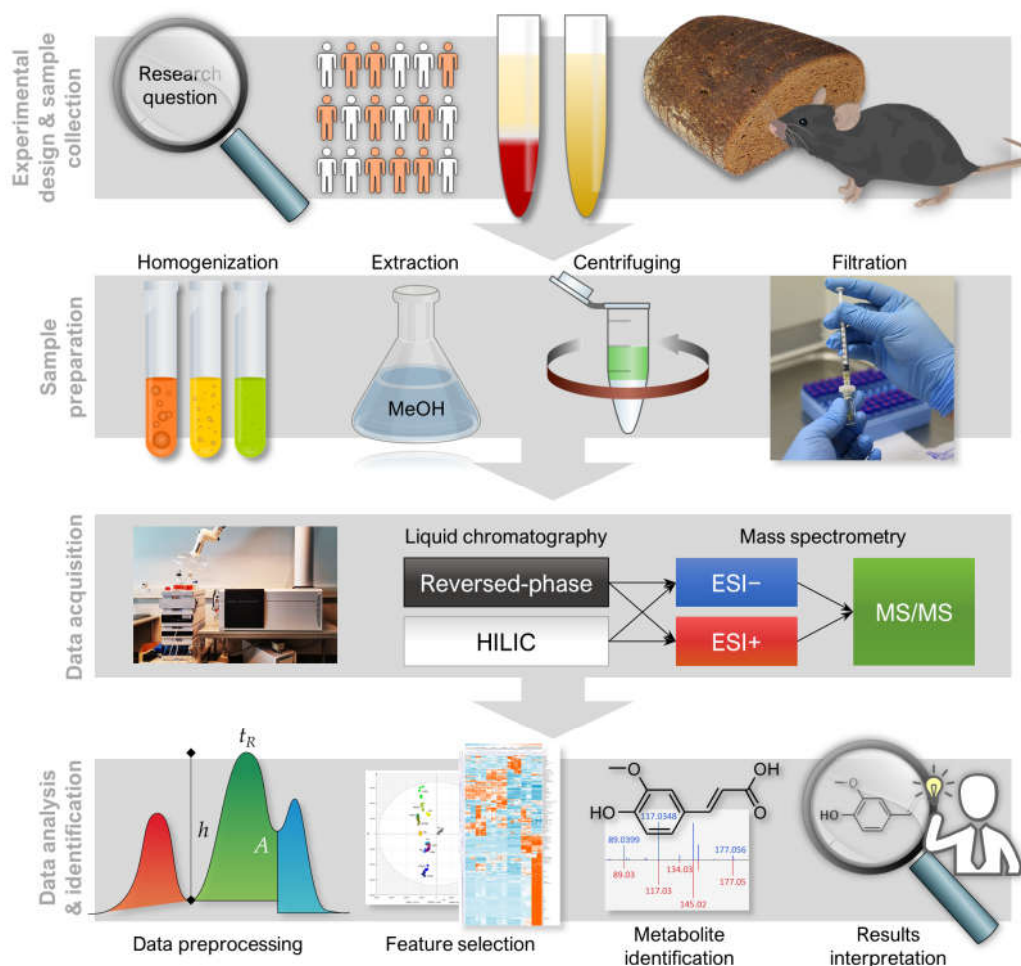 Experimental
design & sample
collection
Research
question
Sample
preparation
Homogenization
Extraction
Centrifuging
Filtration
MeOH
Data acquisition
Liquid chromatography
Mass spectrometry
Reversed-phase
ESI−
MS/MS
HILIC
ESI+
Data analysis
& identification
tR
h
A
O
OH
HO
O
117.0348
89.0399
177.056
89.03
134.03
117.03
177.05
145.02
O
HO
Data preprocessing
Feature selection
Metabolite
identification
Results
interpretation